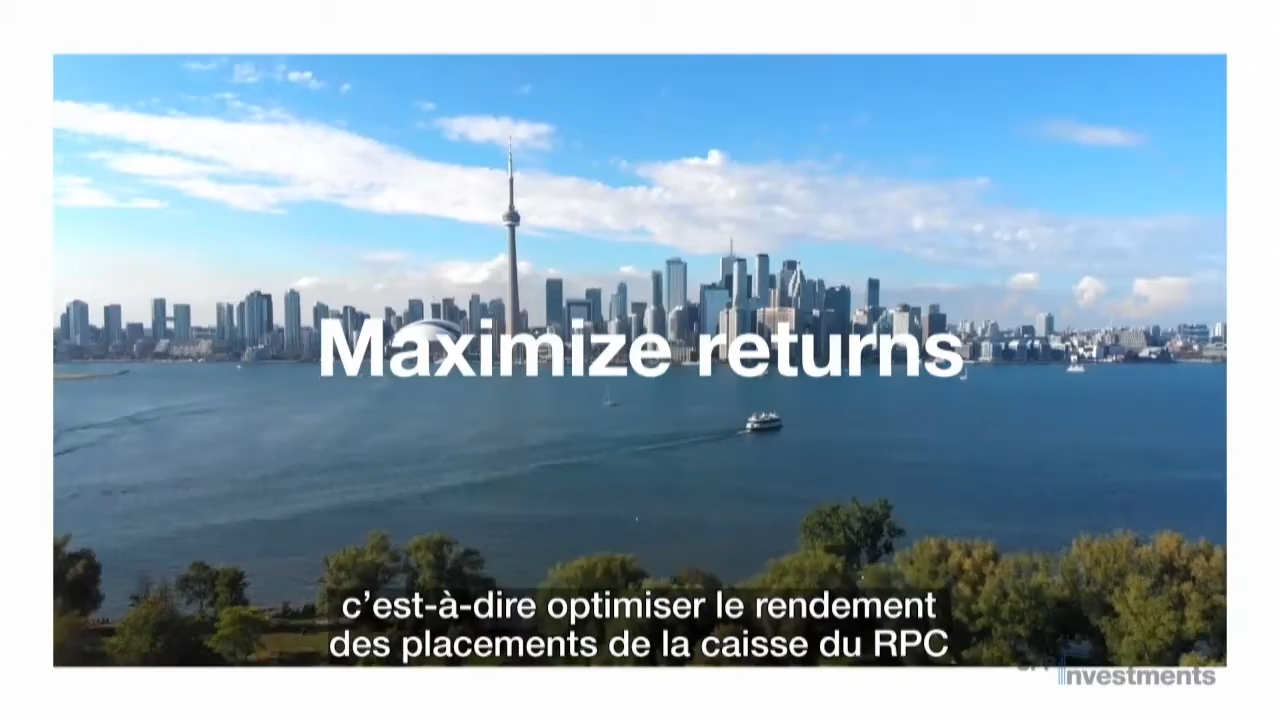 Maximize returns
c'est-à-dire optimiser le rendement
des placements de la caisse du RPC
Investments